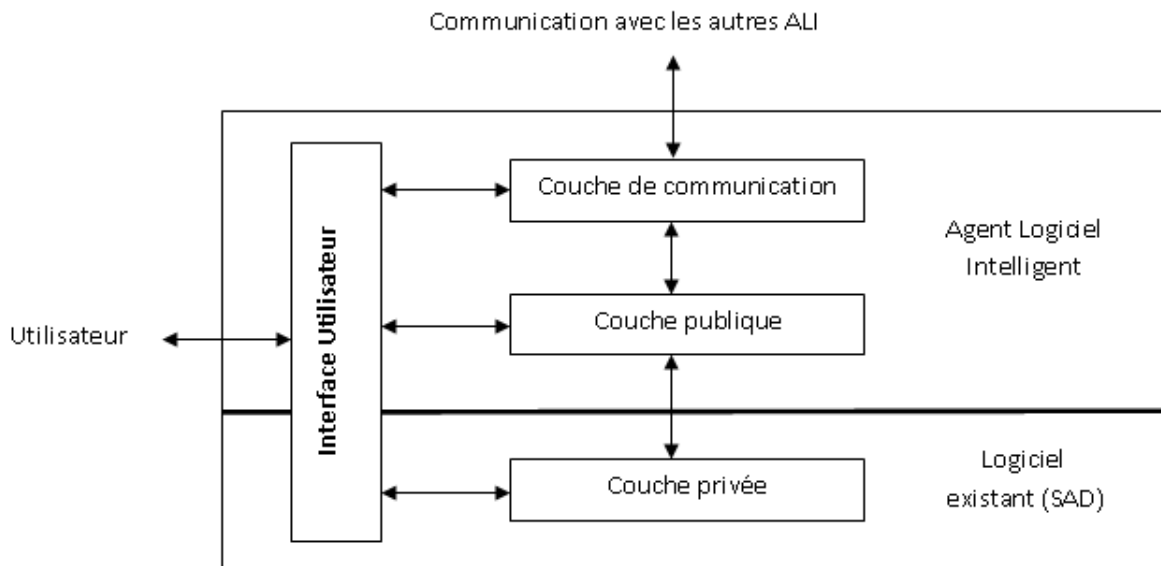 Communication avec les autres ALI
Couche de communication
Agent Logiciel
Intelligent
Interface Utilisateur
Couche publique
Utilisateur
Couche privée
Logiciel
existant (SAD)